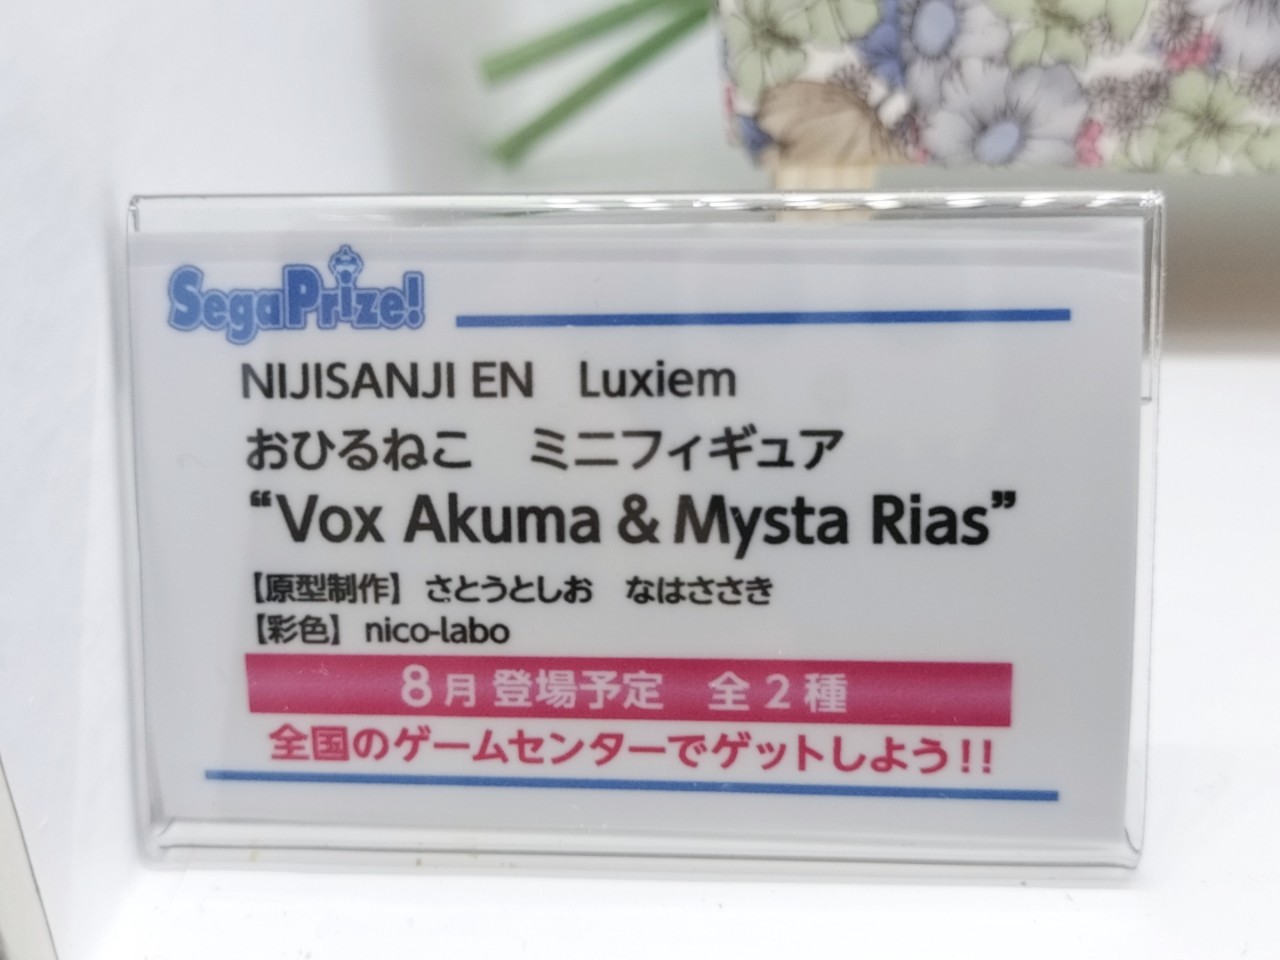 SegaPrize!
NIJISANJI EN　Luxiem
おひるねこ　ミニフィギュア
“Vox Akuma & Mysta Rias”
【原型制作】 さとうとしお　なはささき
【彩色】 nico-labo
8月登場予定　全2種
全国のゲームセンターでゲットしよう!!